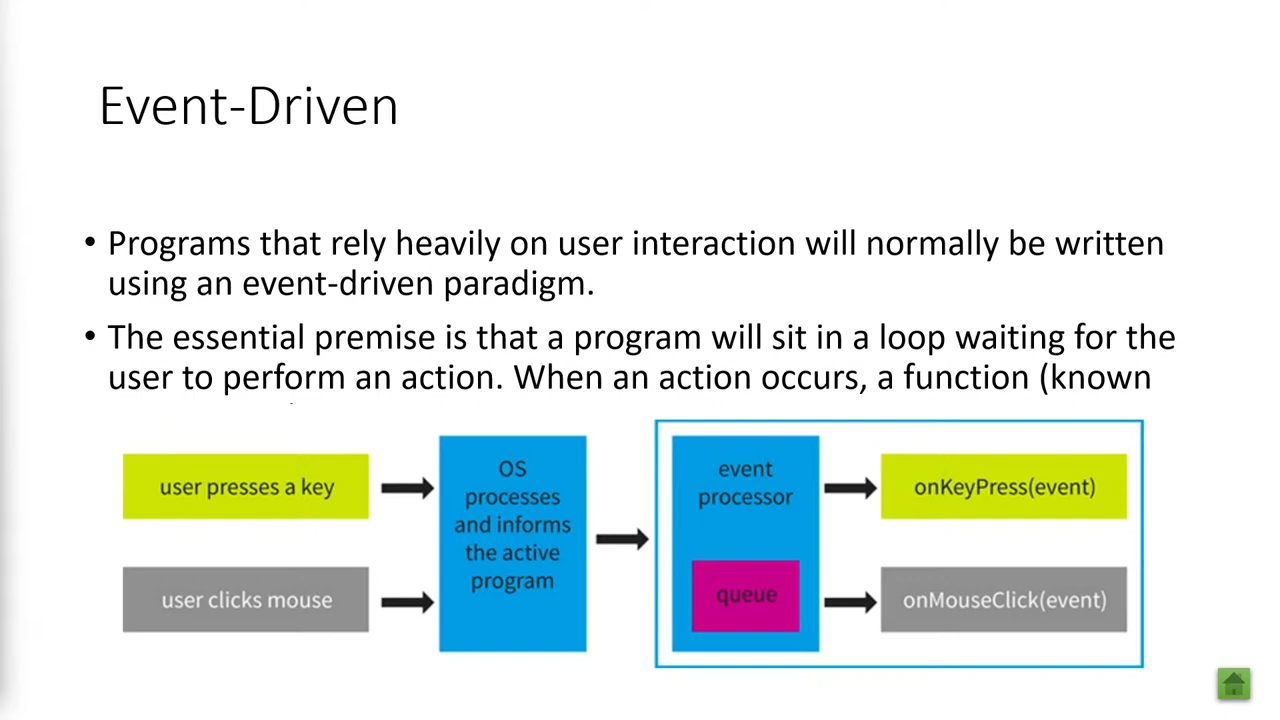 Event-Driven
• Programs that rely heavily on user interaction will normally be written
using an event-driven paradigm.
• The essential premise is that a program will sit in a loop waiting for the
user to perform an action. When an action occurs, a function (known
user presses a key
OS
processes
and informs
the active
program
event
processor
onKeyPress(event)
user clicks mouse
queue
onMouseClick(event)